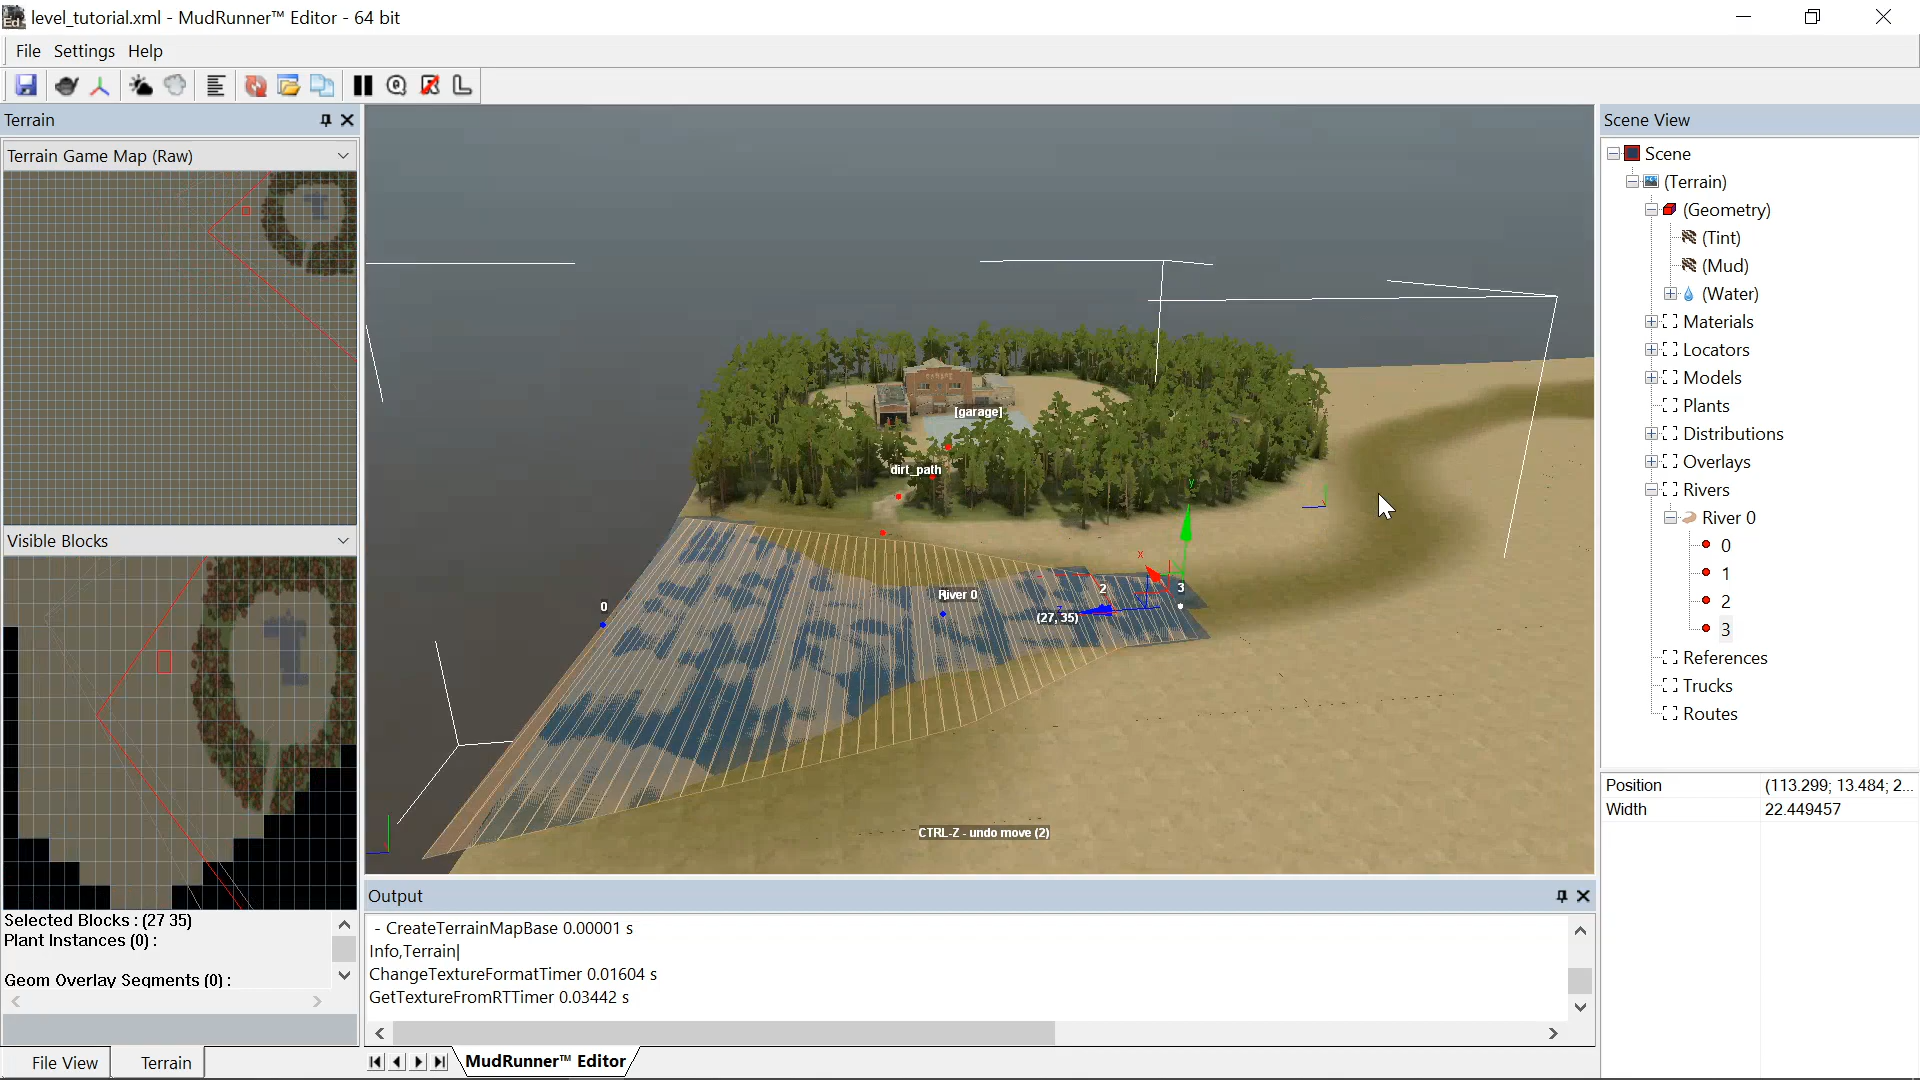 level_tutorial.xml - MudRunner™ Editor - 64 bit
File Settings Help
Terrain
Terrain Game Map (Raw)
Visible Blocks
Selected Blocks : (27 35)
Plant Instances (0) :
Geom Overlay Segments (0) :
File View
Terrain
[garage]
dirt_path
y
x
0
River 0
2
3
(27, 35)
CTRL-Z - undo move (2)
Output
- CreateTerrainMapBase 0.00001 s
Info,Terrain|
ChangeTextureFormatTimer 0.01604 s
GetTextureFromRTTimer 0.03442 s
MudRunner™ Editor
Scene View
Scene
(Terrain)
(Geometry)
(Tint)
(Mud)
(Water)
Materials
Locators
Models
Plants
Distributions
Overlays
Rivers
River 0
0
1
2
3
References
Trucks
Routes
Position (113.299; 13.484; 2...
Width 22.449457